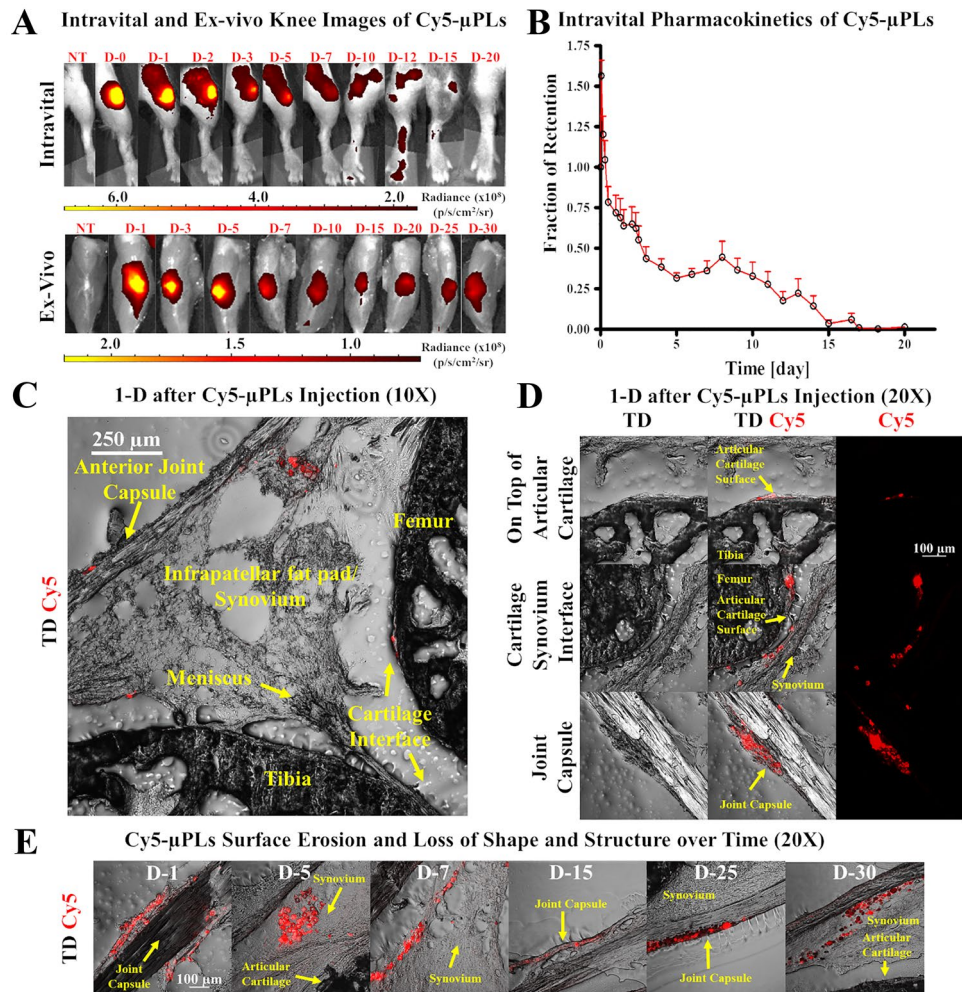 A
Intravital and Ex-vivo Knee Images of Cy5-µPLs
NT D-0 D-1 D-2 D-3 D-5 D-7 D-10 D-12 D-15 D-20
Intravital
6.0 4.0 2.0 Radiance (x10⁸)
(p/s/cm²/sr)
NT D-1 D-3 D-5 D-7 D-10 D-15 D-20 D-25 D-30
Ex-Vivo
2.0 1.5 1.0 Radiance (x10⁸)
(p/s/cm²/sr)
B
Intravital Pharmacokinetics of Cy5-µPLs
Fraction of Retention
1.75
1.50
1.25
1.00
0.75
0.50
0.25
0.00
0 5 10 15 20
Time [day]
C
1-D after Cy5-µPLs Injection (10X)
TD Cy5
250 µm
Anterior Joint
Capsule
Femur
Infrapatellar fat pad/
Synovium
Meniscus
Cartilage
Interface
Tibia
D
1-D after Cy5-µPLs Injection (20X)
TD TD Cy5 Cy5
On Top of
Articular
Cartilage
Articular
Cartilage
Surface
Tibia
100 µm
Cartilage
Synovium
Interface
Femur
Articular
Cartilage
Surface
Synovium
Joint
Capsule
Joint Capsule
E
Cy5-µPLs Surface Erosion and Loss of Shape and Structure over Time (20X)
TD Cy5
D-1
Joint
Capsule
100 µm
D-5
Synovium
Articular
Cartilage
D-7
Synovium
D-15
Joint Capsule
D-25
Synovium
Joint Capsule
D-30
Synovium
Articular
Cartilage